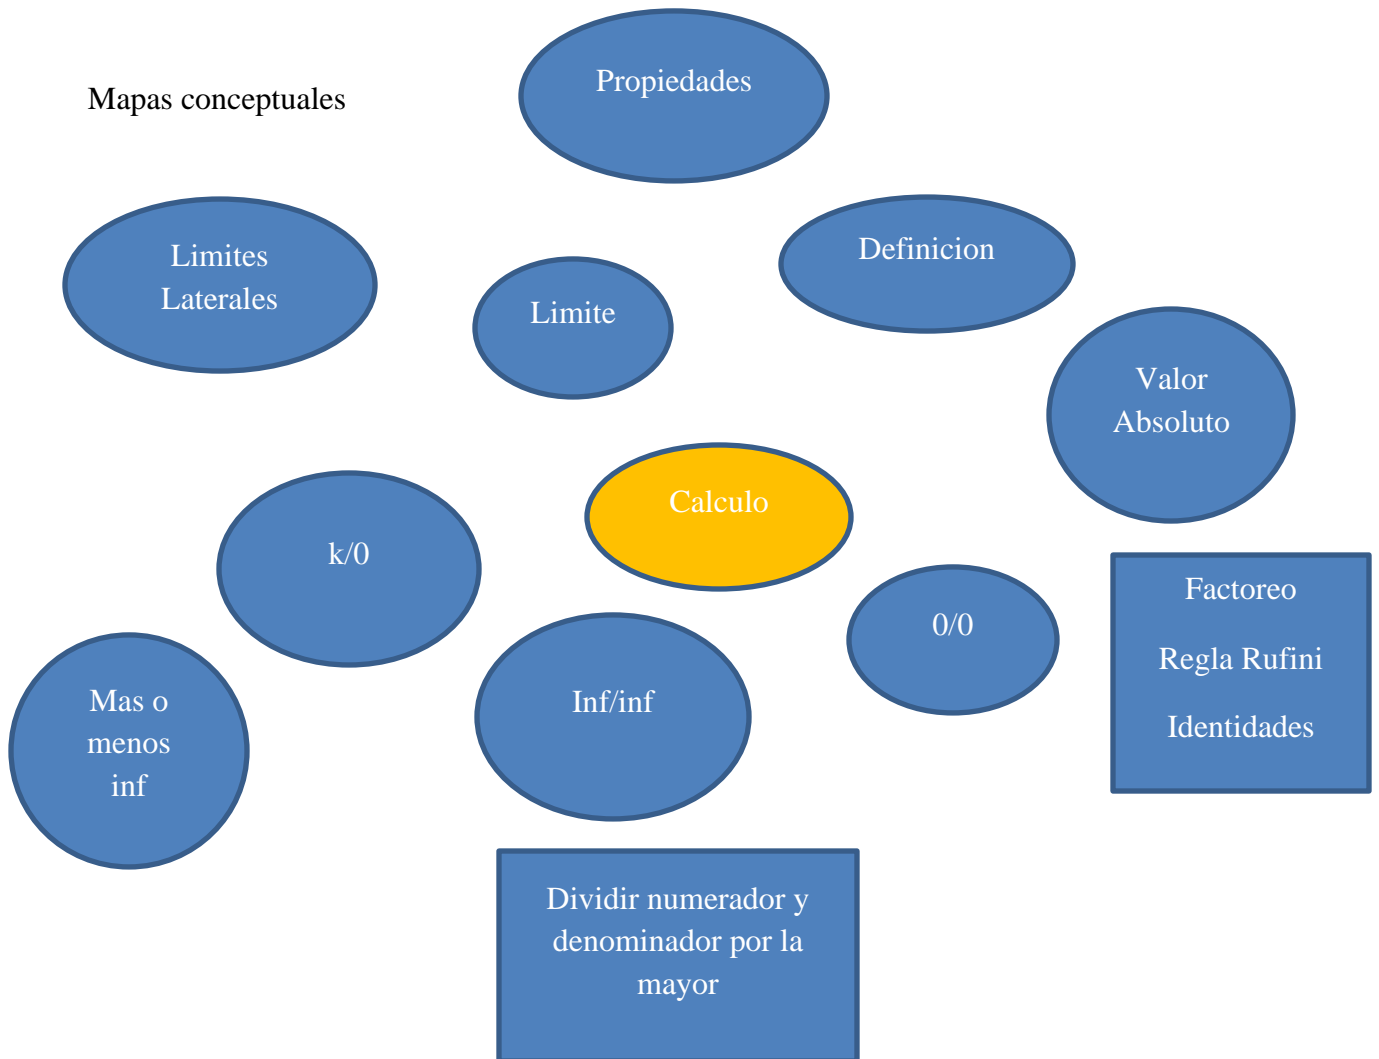 Propiedades
Mapas conceptuales
Limites
Laterales
Definicion
Limite
Valor
Absoluto
Calculo
k/0
0/0
Factoreo
Regla Rufini
Identidades
Mas o
menos
inf
Inf/inf
Dividir numerador y
denominador por la
mayor